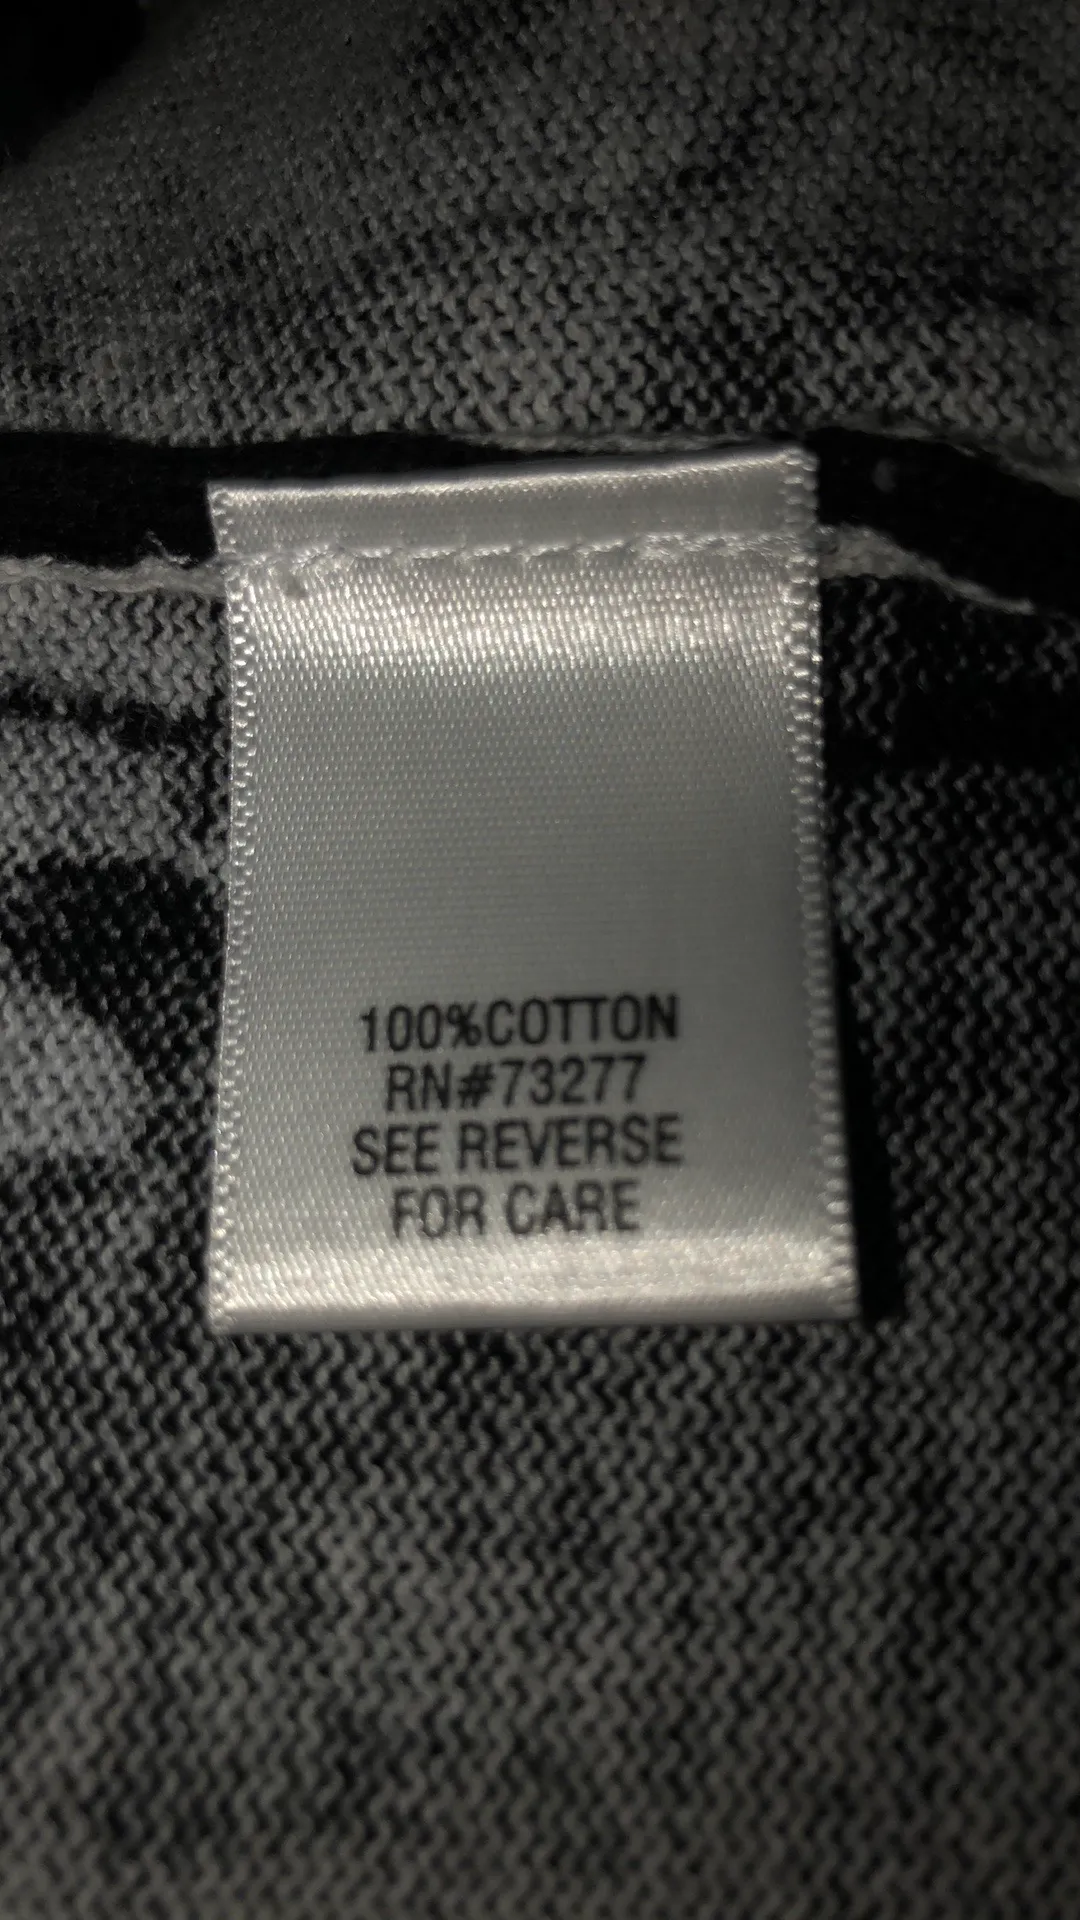 100%COTTON
RN#73277
SEE REVERSE
FOR CARE